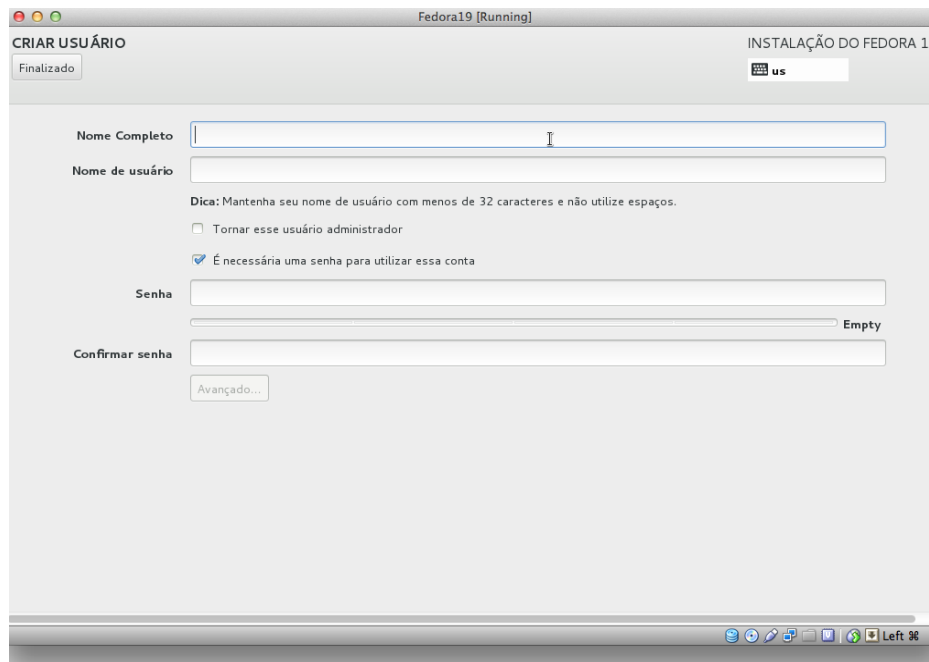 Fedora19 [Running]
CRIAR USUÁRIO
INSTALAÇÃO DO FEDORA 1
Finalizado
us
Nome Completo
Nome de usuário
Dica: Mantenha seu nome de usuário com menos de 32 caracteres e não utilize espaços.
Tornar esse usuário administrador
É necessária uma senha para utilizar essa conta
Senha
Empty
Confirmar senha
Avançado...
Left ⌘